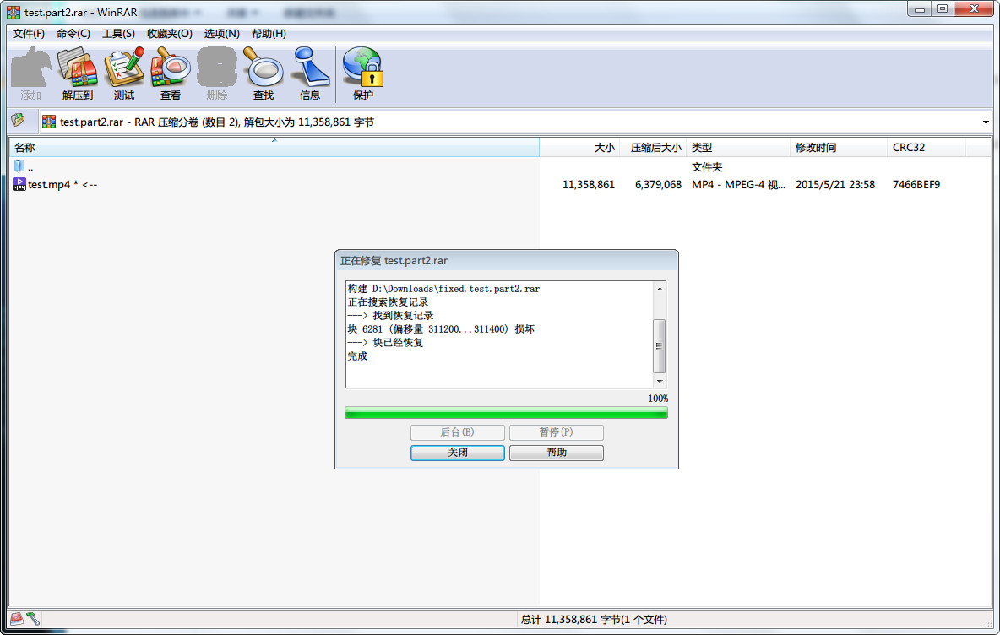 test.part2.rar - WinRAR
文件(F) 命令(C) 工具(S) 收藏夹(O) 选项(N) 帮助(H)
添加 解压到 测试 查看 删除 查找 信息 保护
test.part2.rar - RAR 压缩分卷 (数目 2), 解包大小为 11,358,861 字节
名称 大小 压缩后大小 类型 修改时间 CRC32
.. 文件夹
test.mp4 * <-- 11,358,861 6,379,068 MP4 - MPEG-4 视... 2015/5/21 23:58 7466BEF9
正在修复 test.part2.rar
构建 D:\Downloads\fixed.test.part2.rar
正在搜索恢复记录
---> 找到恢复记录
块 6281 (偏移量 311200...311400) 损坏
---> 块已经恢复
完成
100%
后台(B) 暂停(P)
关闭 帮助
总计 11,358,861 字节(1 个文件)